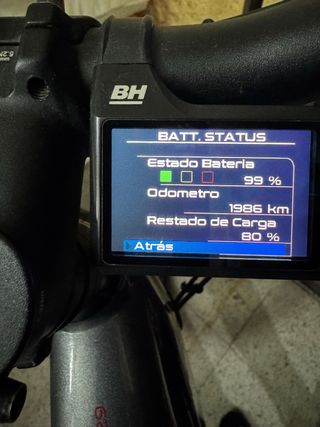 BH
BATT. STATUS
Estado Bateria
99 %
Odometro
1986 km
Restado de Carga
80 %
Atrás